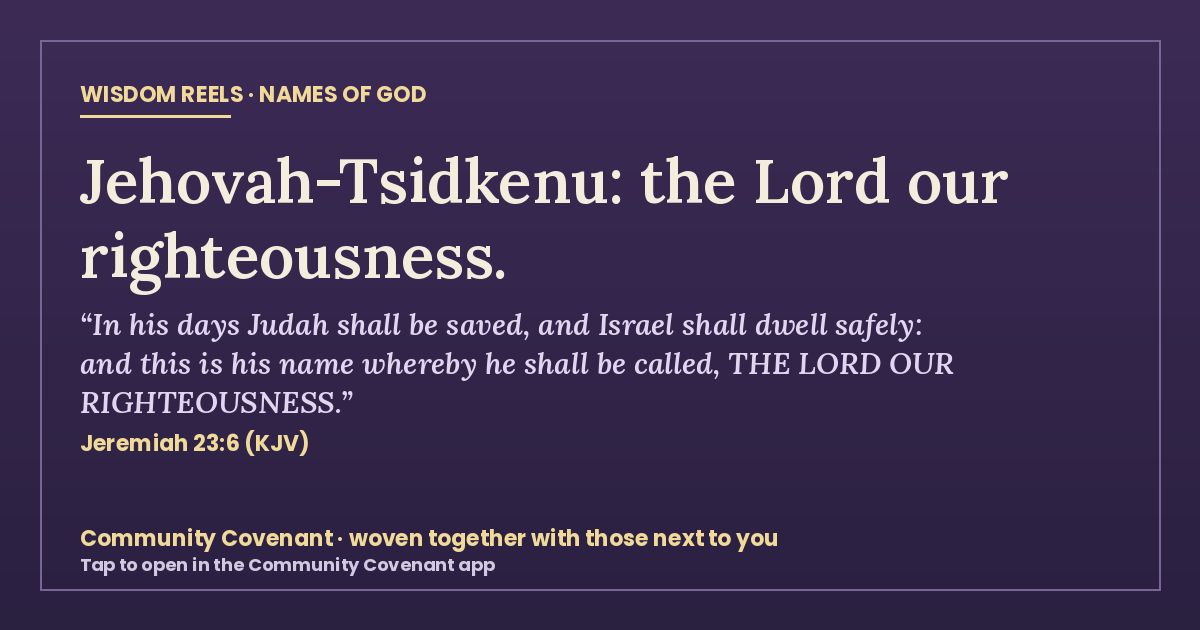 WISDOM REELS · NAMES OF GOD
Jehovah-Tsidkenu: the Lord our
righteousness.
“In his days Judah shall be saved, and Israel shall dwell safely:
and this is his name whereby he shall be called, THE LORD OUR
RIGHTEOUSNESS.”
Jeremiah 23:6 (KJV)
Community Covenant · woven together with those next to you
Tap to open in the Community Covenant app